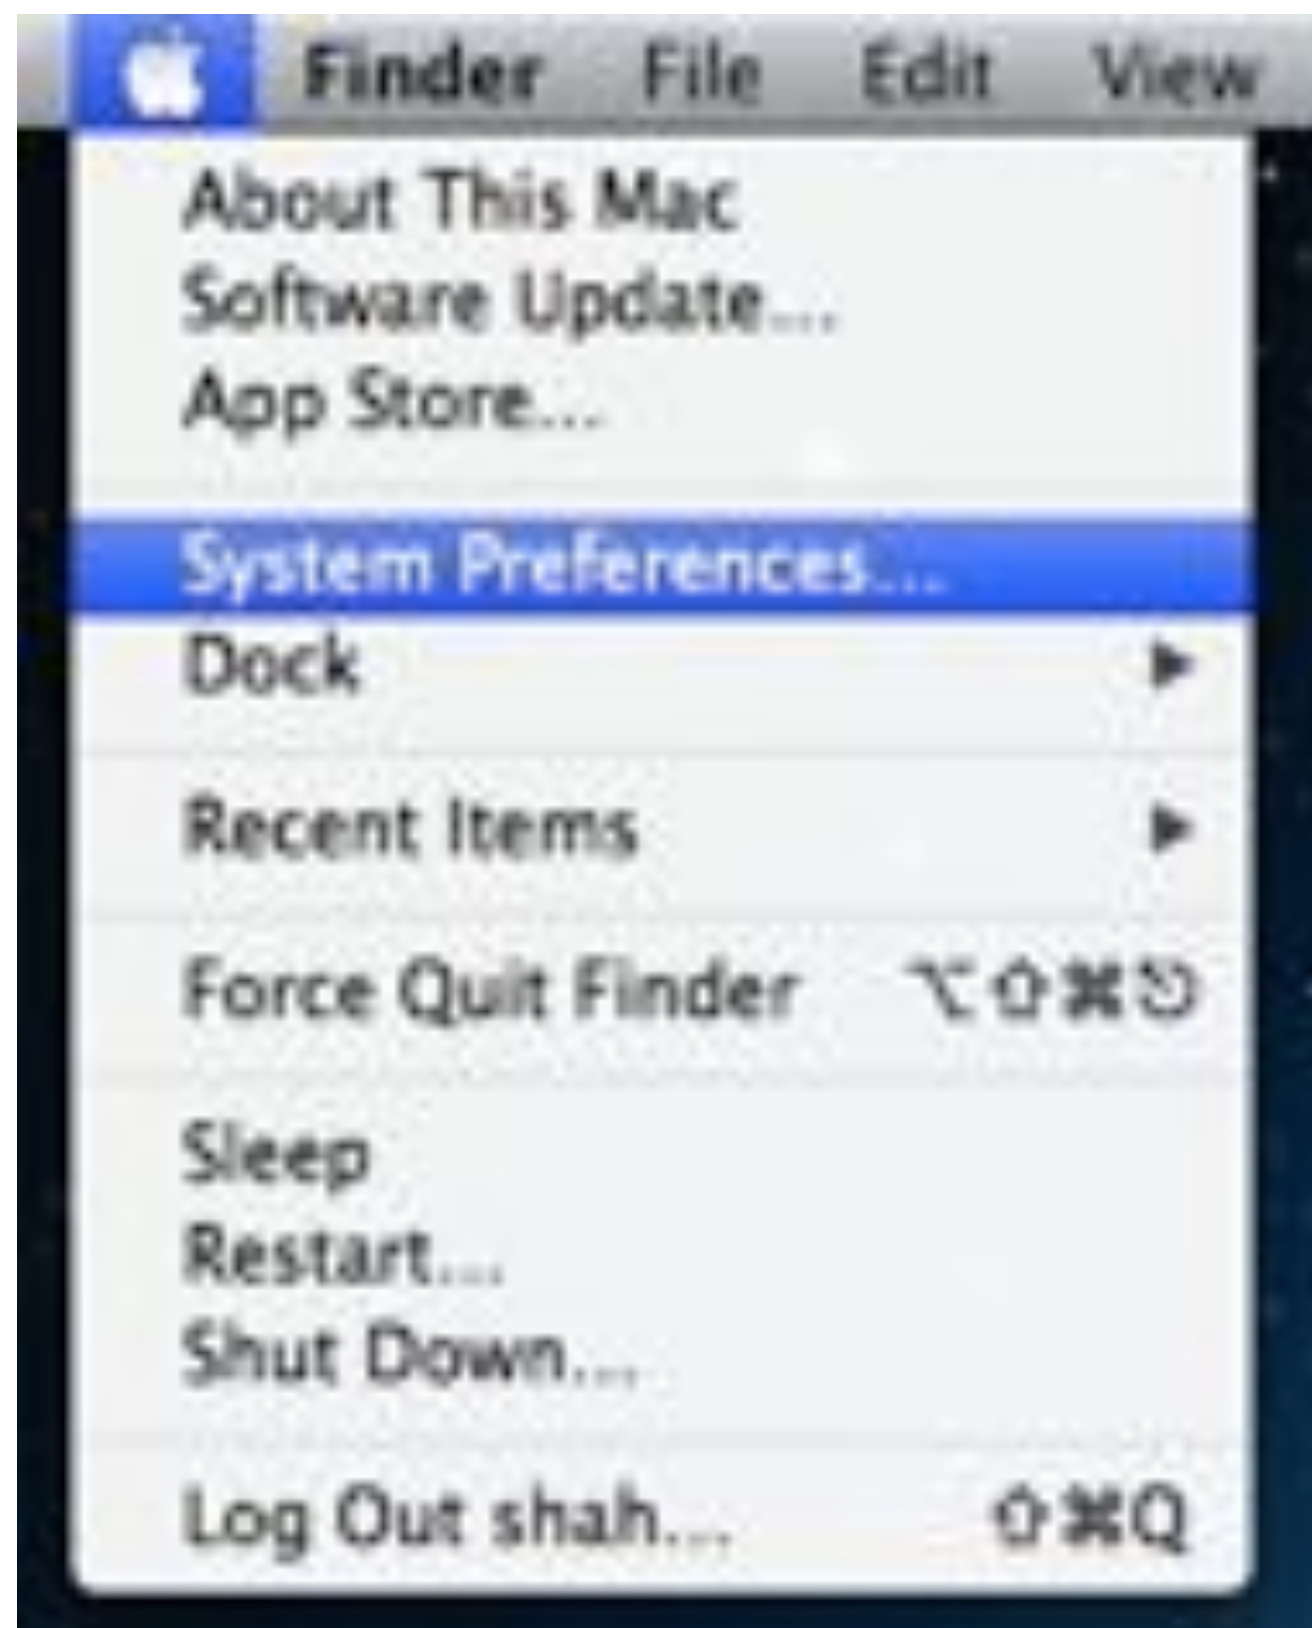 Finder File Edit View
About This Mac
Software Update...
App Store...
System Preferences...
Dock ▶
Recent Items ▶
Force Quit Finder ⌥⇧⌘⎋
Sleep
Restart...
Shut Down...
Log Out shah... ⇧⌘Q